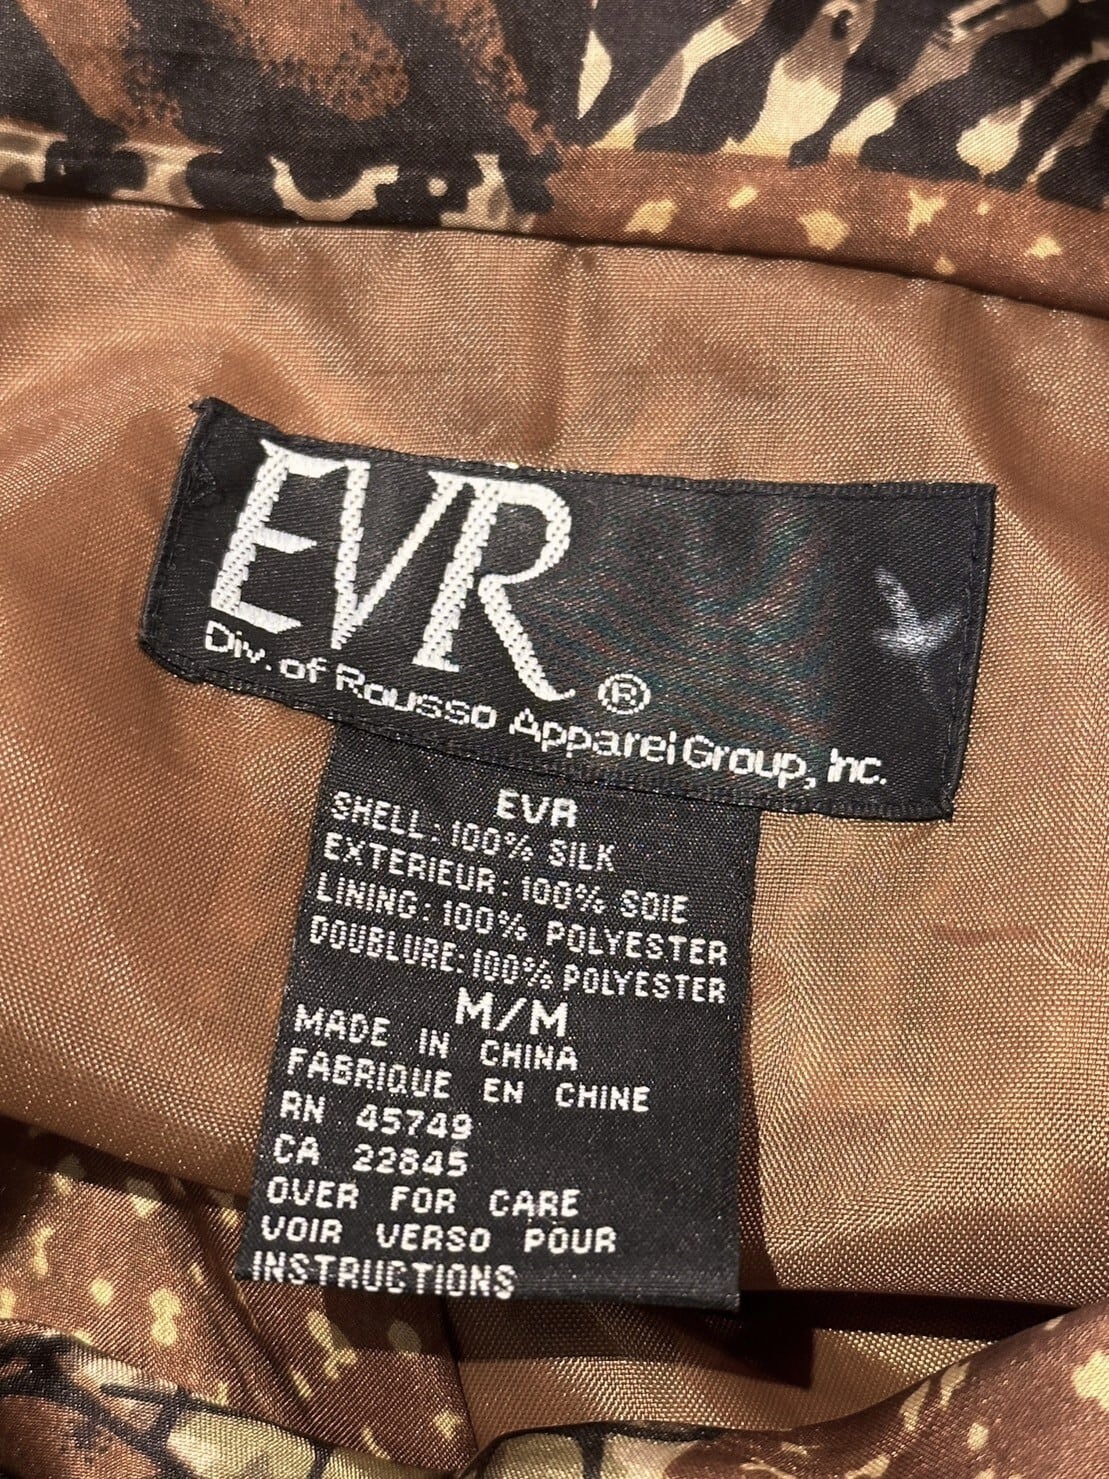 EVR
Div. of Rousso Apparel Group, Inc.
®
EVR
SHELL: 100% SILK
EXTERIEUR: 100% SOIE
LINING: 100% POLYESTER
DOUBLURE: 100% POLYESTER
M/M
MADE IN CHINA
FABRIQUE EN CHINE
RN 45749
CA 22845
OVER FOR CARE
VOIR VERSO POUR
INSTRUCTIONS